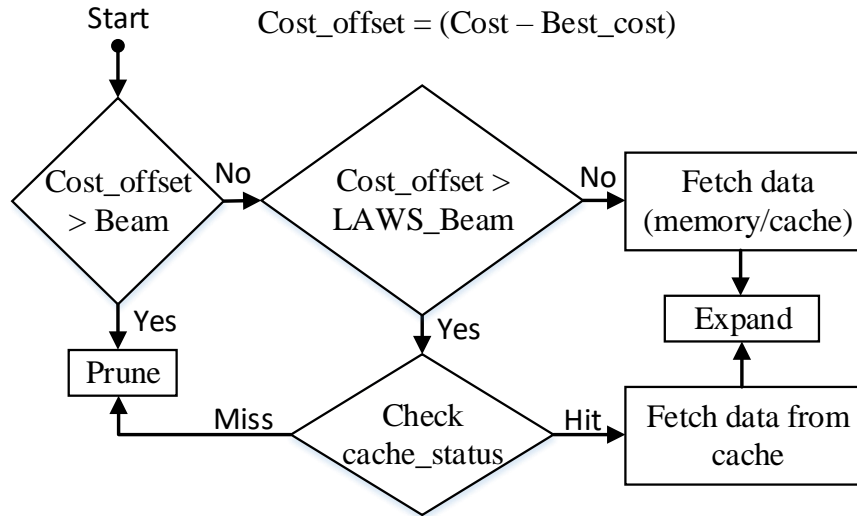 Start
Cost_offset = (Cost – Best_cost)
Cost_offset
> Beam
No
Cost_offset >
LAWS_Beam
No
Fetch data
(memory/cache)
Yes
Yes
Expand
Prune
Miss
Check
cache_status
Hit
Fetch data from
cache